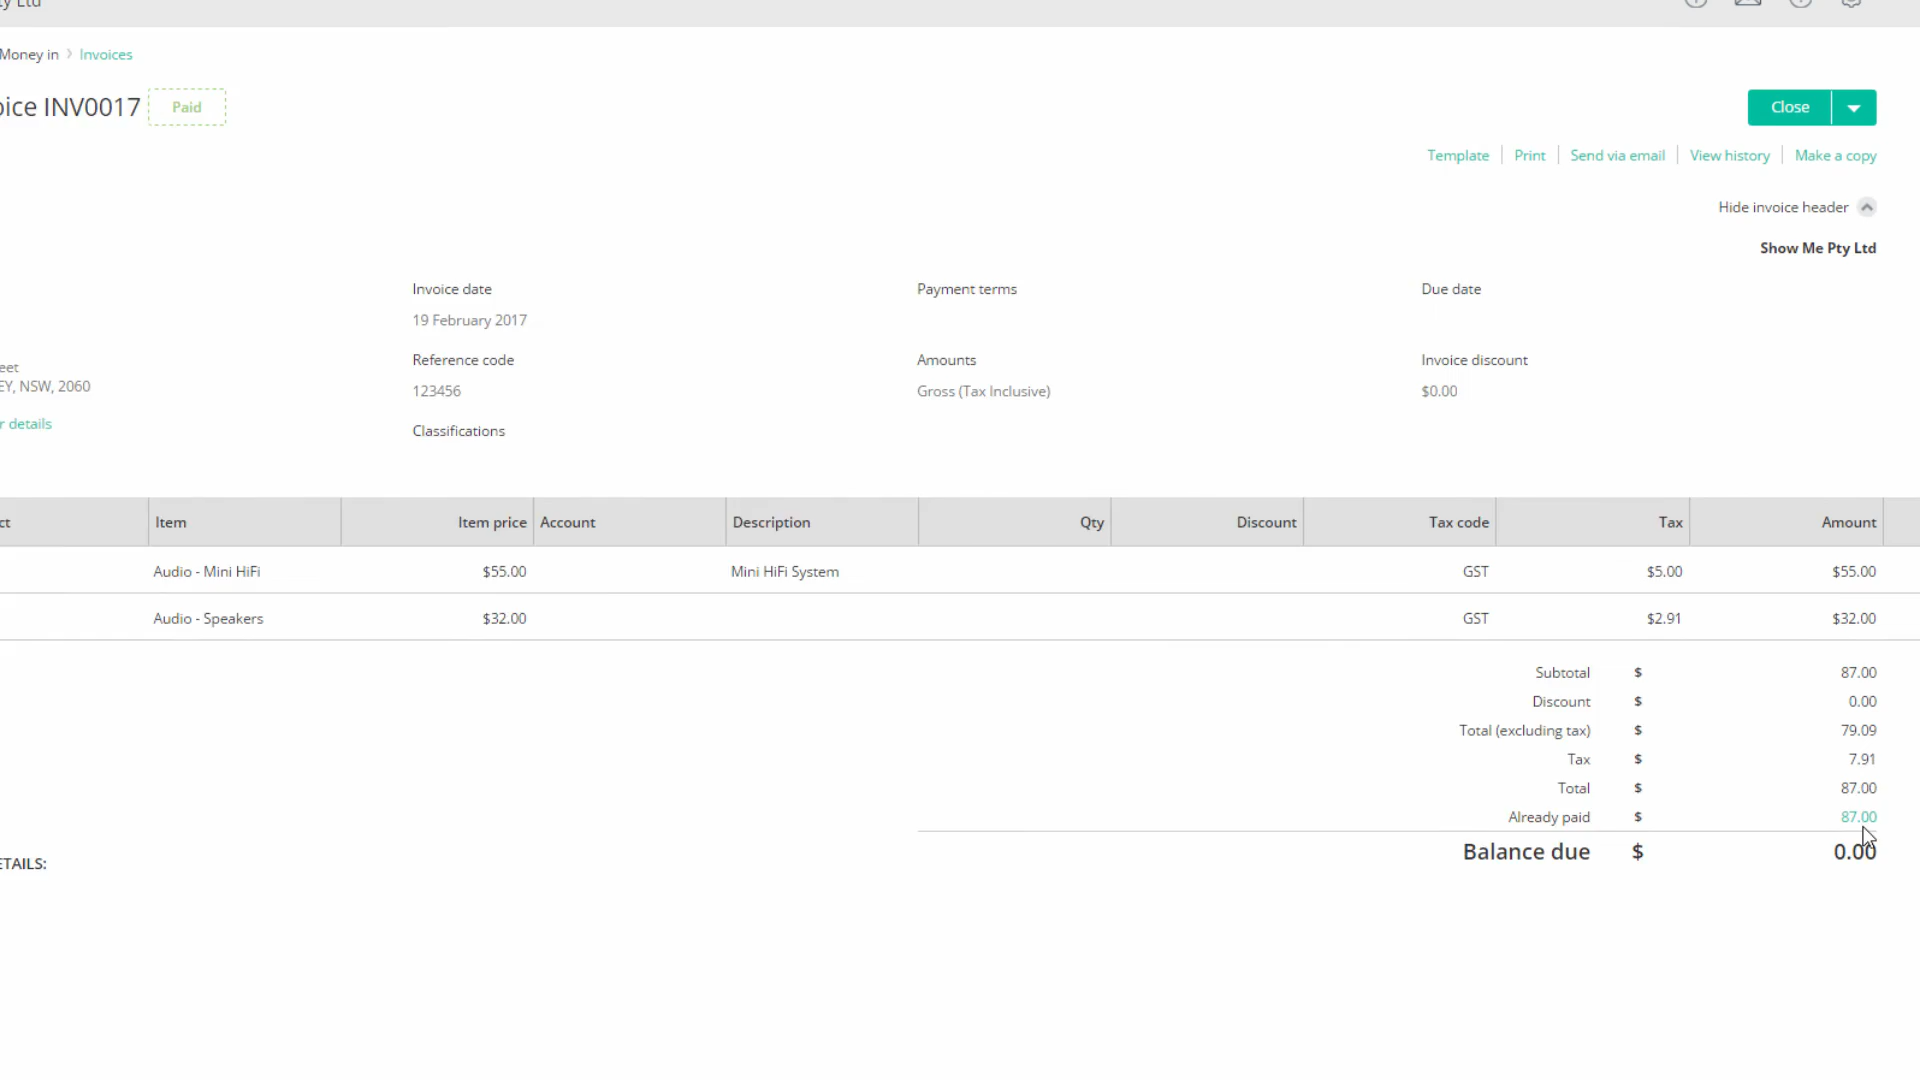 Ltd
Money in > Invoices
INV0017 Paid
Close
Template Print Send via email View history Make a copy
Hide invoice header
Show Me Pty Ltd
Invoice date Payment terms Due date
19 February 2017
Reference code Amounts Invoice discount
NSW, 2060
123456 Gross (Tax Inclusive) $0.00
details
Classifications
Item Item price Account Description Qty Discount Tax code Tax Amount
Audio - Mini HiFi $55.00 Mini HiFi System GST $5.00 $55.00
Audio - Speakers $32.00 GST $2.91 $32.00
Subtotal $ 87.00
Discount $ 0.00
Total (excluding tax) $ 79.09
Tax $ 7.91
Total $ 87.00
Already paid $ 87.00
Balance due $ 0.00
ETAILS: